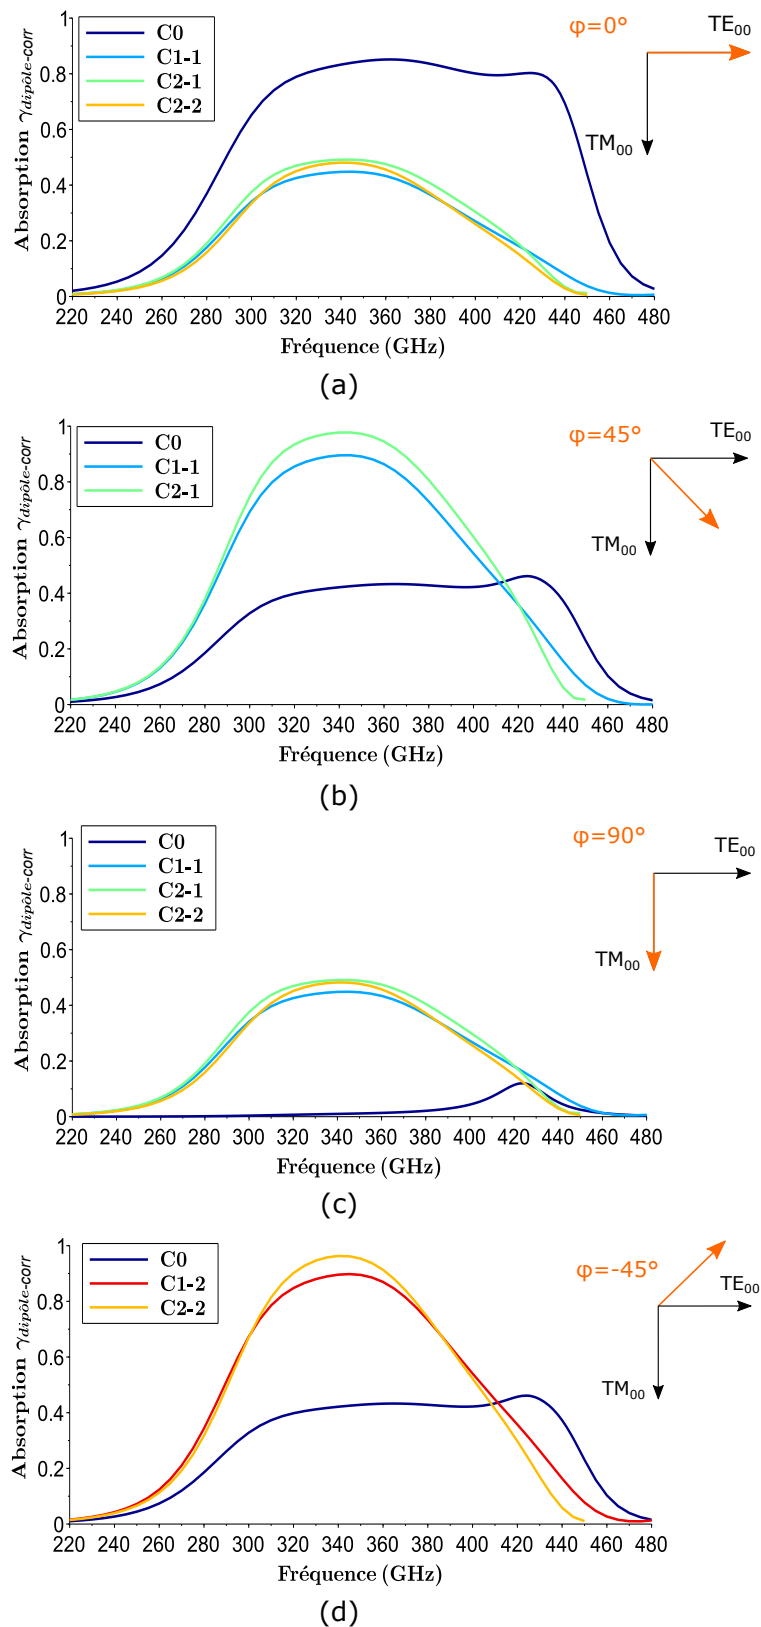 φ=0°
TE00
TM00
C0
C1-1
C2-1
C2-2
Absorption γdipôle-corr
1
0.8
0.6
0.4
0.2
0
220 240 260 280 300 320 340 360 380 400 420 440 460 480
Fréquence (GHz)
(a)
φ=45°
TE00
TM00
C0
C1-1
C2-1
Absorption γdipôle-corr
1
0.8
0.6
0.4
0.2
0
220 240 260 280 300 320 340 360 380 400 420 440 460 480
Fréquence (GHz)
(b)
φ=90°
TE00
TM00
C0
C1-1
C2-1
C2-2
Absorption γdipôle-corr
1
0.8
0.6
0.4
0.2
0
220 240 260 280 300 320 340 360 380 400 420 440 460 480
Fréquence (GHz)
(c)
φ=-45°
TE00
TM00
C0
C1-2
C2-2
Absorption γdipôle-corr
1
0.8
0.6
0.4
0.2
0
220 240 260 280 300 320 340 360 380 400 420 440 460 480
Fréquence (GHz)
(d)